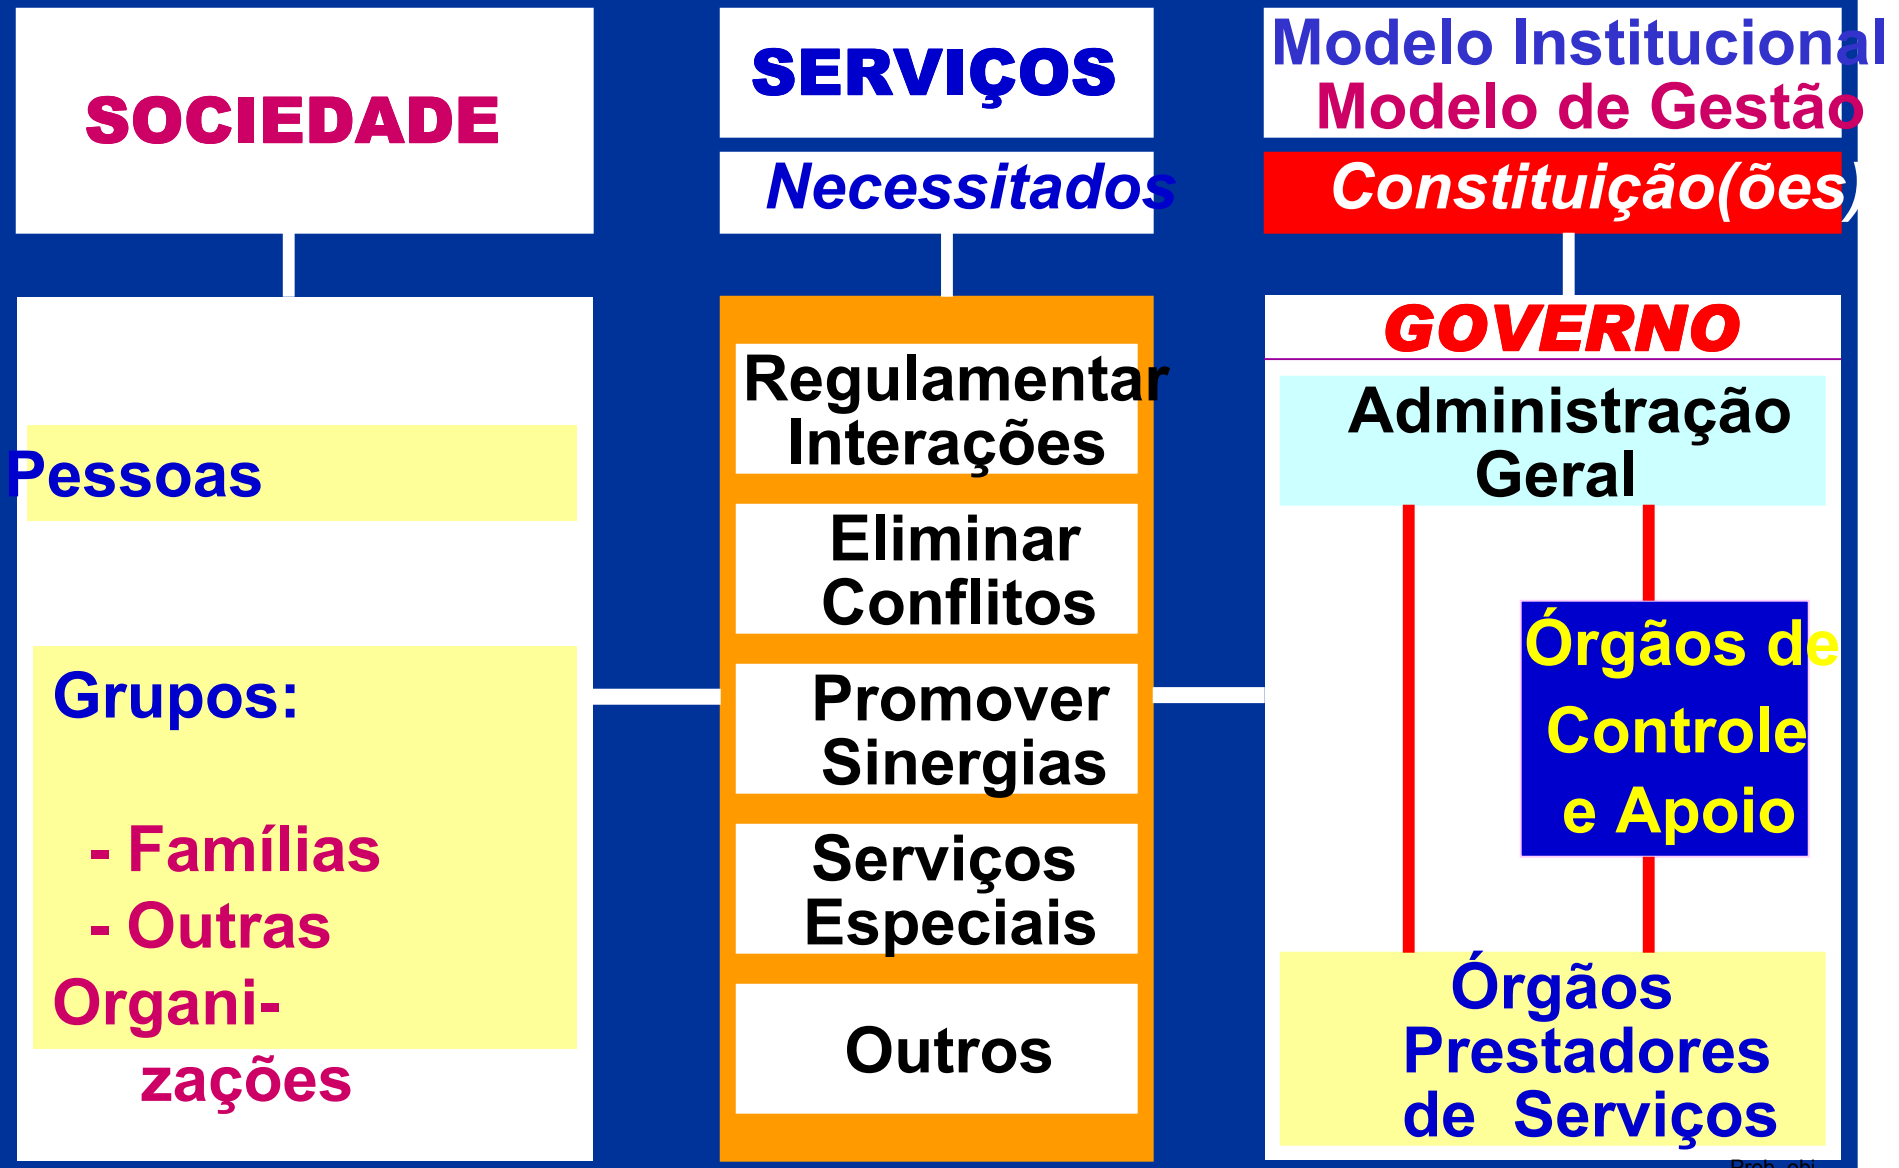 SOCIEDADE
Pessoas
Grupos:
- Famílias
- Outras
Organi-
zações
SERVIÇOS
Necessitados
Regulamentar
Interações
Eliminar
Conflitos
Promover
Sinergias
Serviços
Especiais
Outros
Modelo Institucional
Modelo de Gestão
Constituição(ões)
GOVERNO
Administração
Geral
Órgãos de
Controle
e Apoio
Órgãos
Prestadores
de Serviços